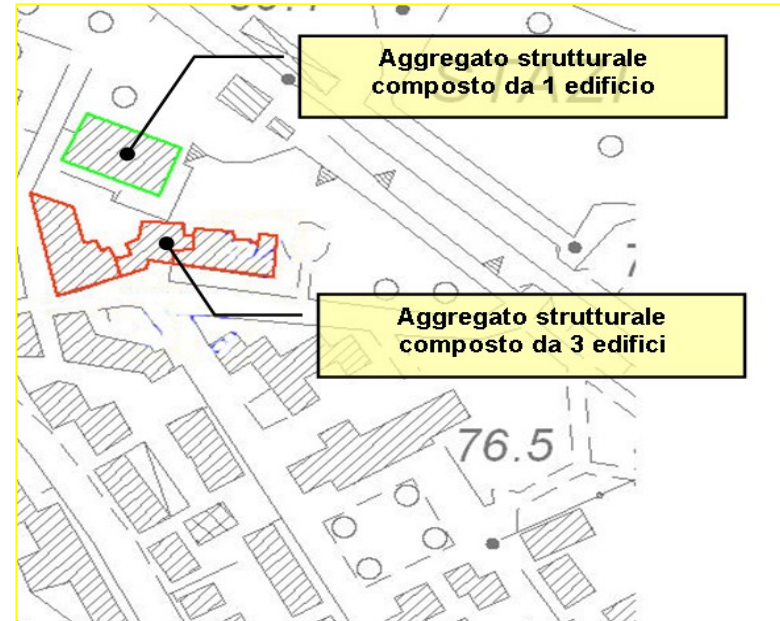 Aggregato strutturale
composto da 1 edificio
Aggregato strutturale
composto da 3 edifici
76.5